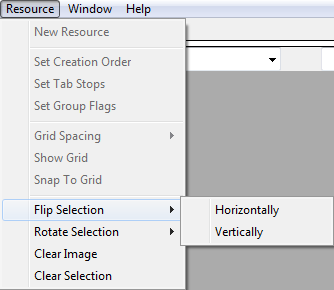 Resource Window Help
New Resource
Set Creation Order
Set Tab Stops
Set Group Flags
Grid Spacing
Show Grid
Snap To Grid
Flip Selection
Horizontally
Rotate Selection
Vertically
Clear Image
Clear Selection